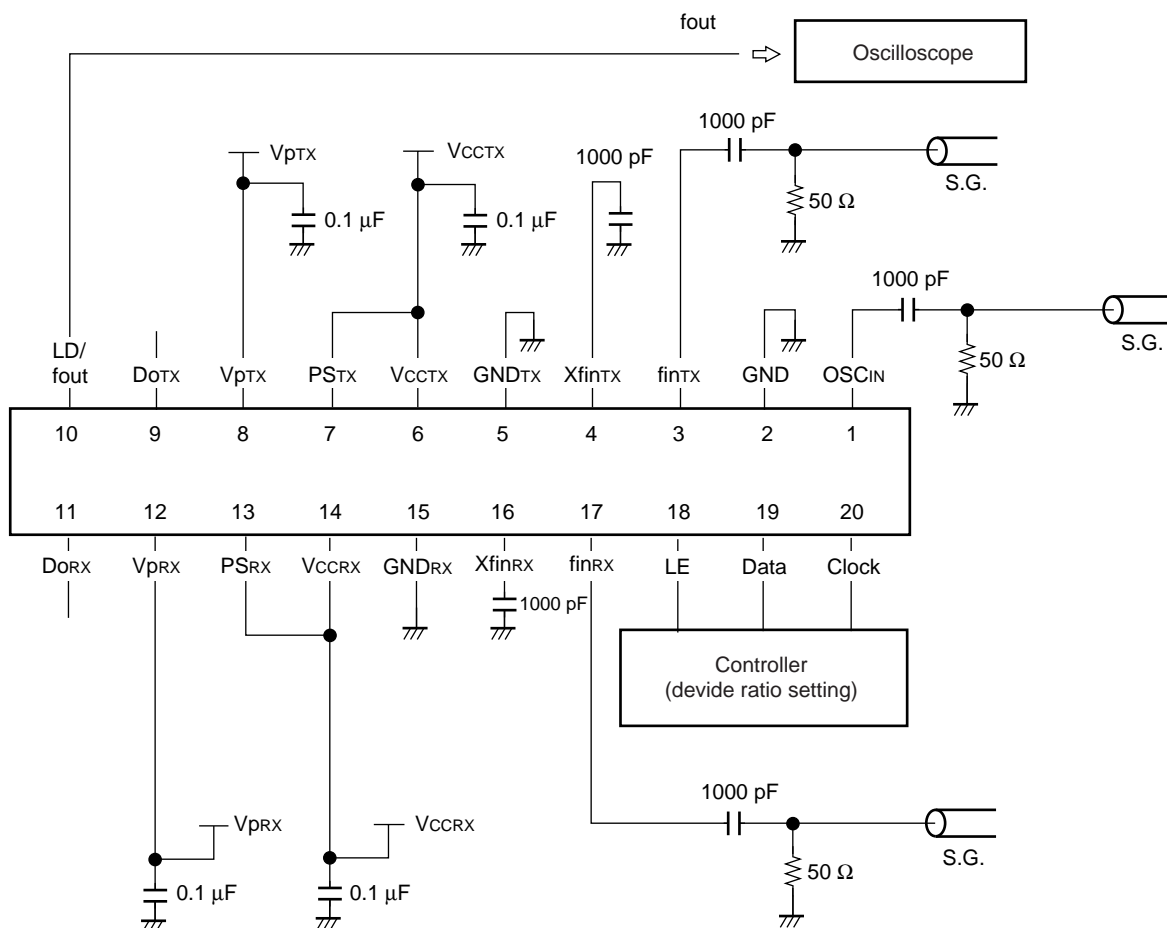 fout
Oscilloscope
1000 pF
S.G.
50 Ω
VpTX
0.1 µF
VCCTX
0.1 µF
1000 pF
1000 pF
S.G.
50 Ω
LD/
fout
DoTX
VpTX
PSTX
VCCTX
GNDTX
XfinTX
finTX
GND
OSCIN
10 9 8 7 6 5 4 3 2 1
11 12 13 14 15 16 17 18 19 20
DoRX
VpRX
PSRX
VCCRX
GNDRX
XfinRX
finRX
LE
Data
Clock
1000 pF
Controller
(devide ratio setting)
VpRX
0.1 µF
VCCRX
0.1 µF
1000 pF
S.G.
50 Ω